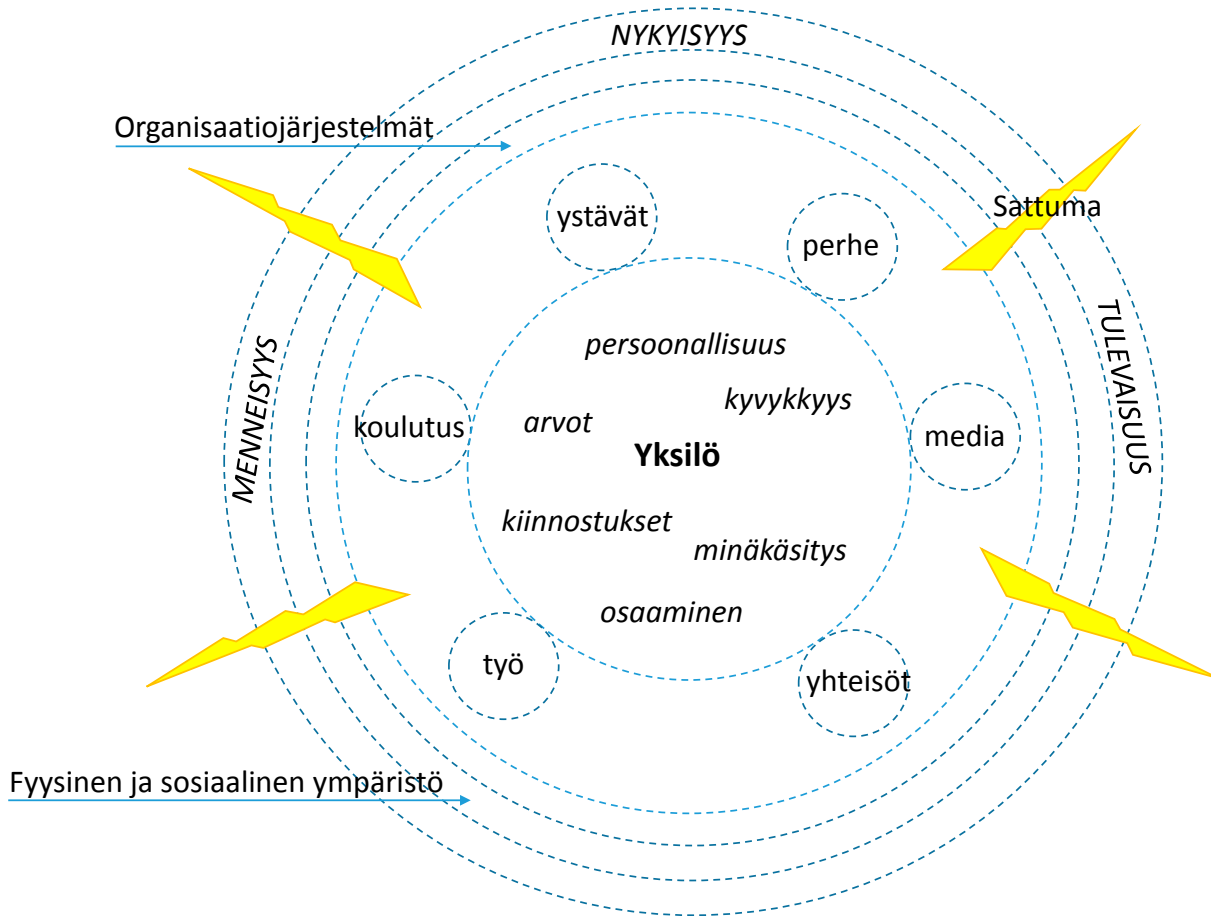 NYKYISYYS
Organisaatiojärjestelmät
ystävät
Sattuma
perhe
MENNEISYYS
TULEVAISUUS
persoonallisuus
kyvykkyys
arvot
koulutus
media
Yksilö
kiinnostukset
minäkäsitys
osaaminen
työ
yhteisöt
Fyysinen ja sosiaalinen ympäristö